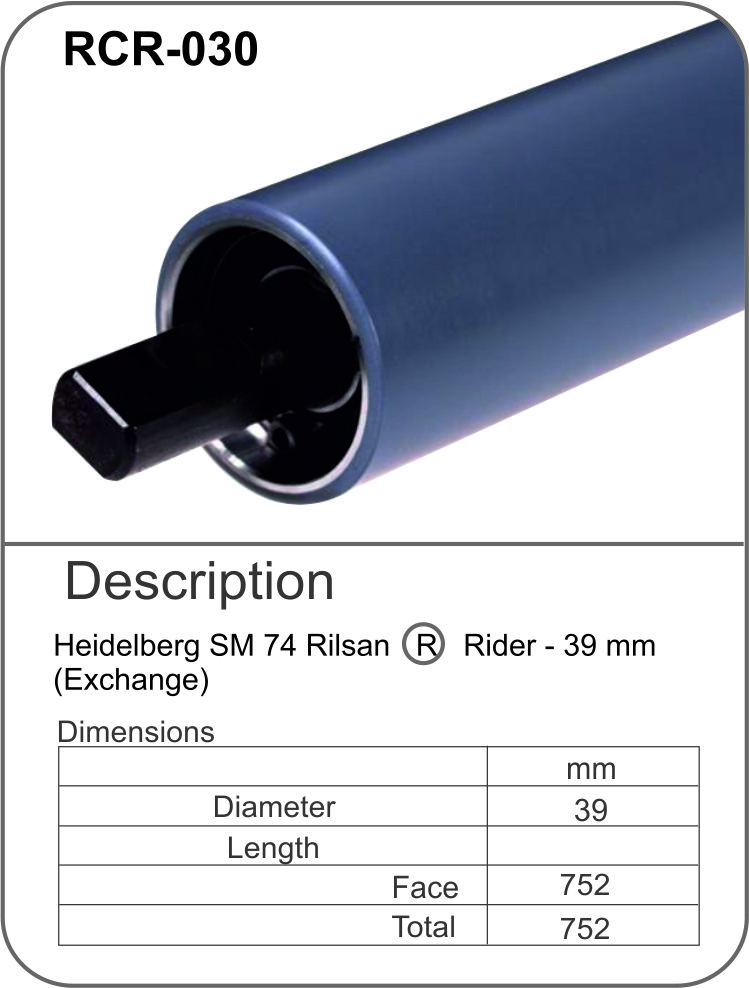 RCR-030
Description
Heidelberg SM 74 Rilsan Ⓡ Rider - 39 mm
(Exchange)
Dimensions
mm
Diameter 39
Length
Face 752
Total 752